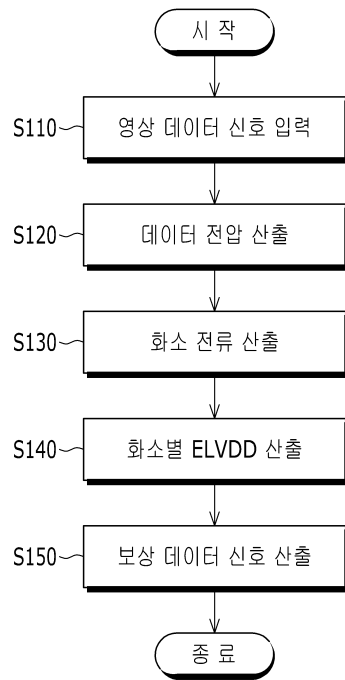 시 작
S110 영상 데이터 신호 입력
S120 데이터 전압 산출
S130 화소 전류 산출
S140 화소별 ELVDD 산출
S150 보상 데이터 신호 산출
종 료